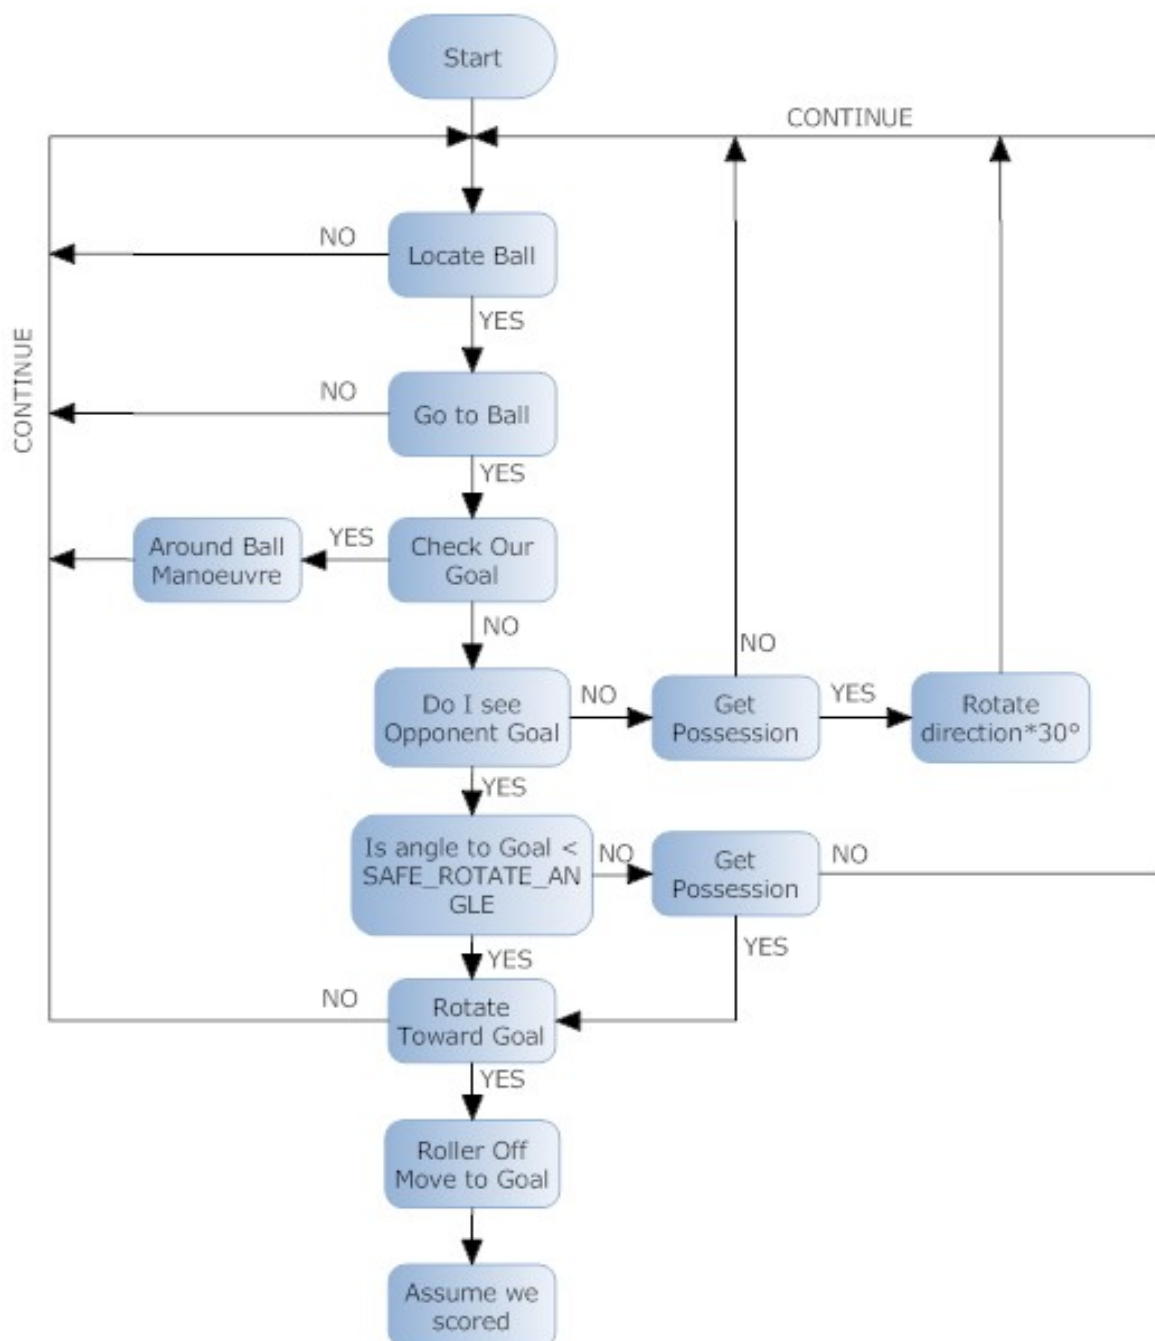 Start
CONTINUE
NO
Locate Ball
YES
CONTINUE
NO
Go to Ball
YES
Around Ball
Manoeuvre
YES
Check Our
Goal
NO
Do I see
Opponent Goal
NO
Get
Possession
NO
YES
Rotate
direction*30°
YES
Is angle to Goal <
SAFE_ROTATE_AN
GLE
NO
Get
Possession
NO
YES
YES
NO
Rotate
Toward Goal
YES
Roller Off
Move to Goal
Assume we
scored